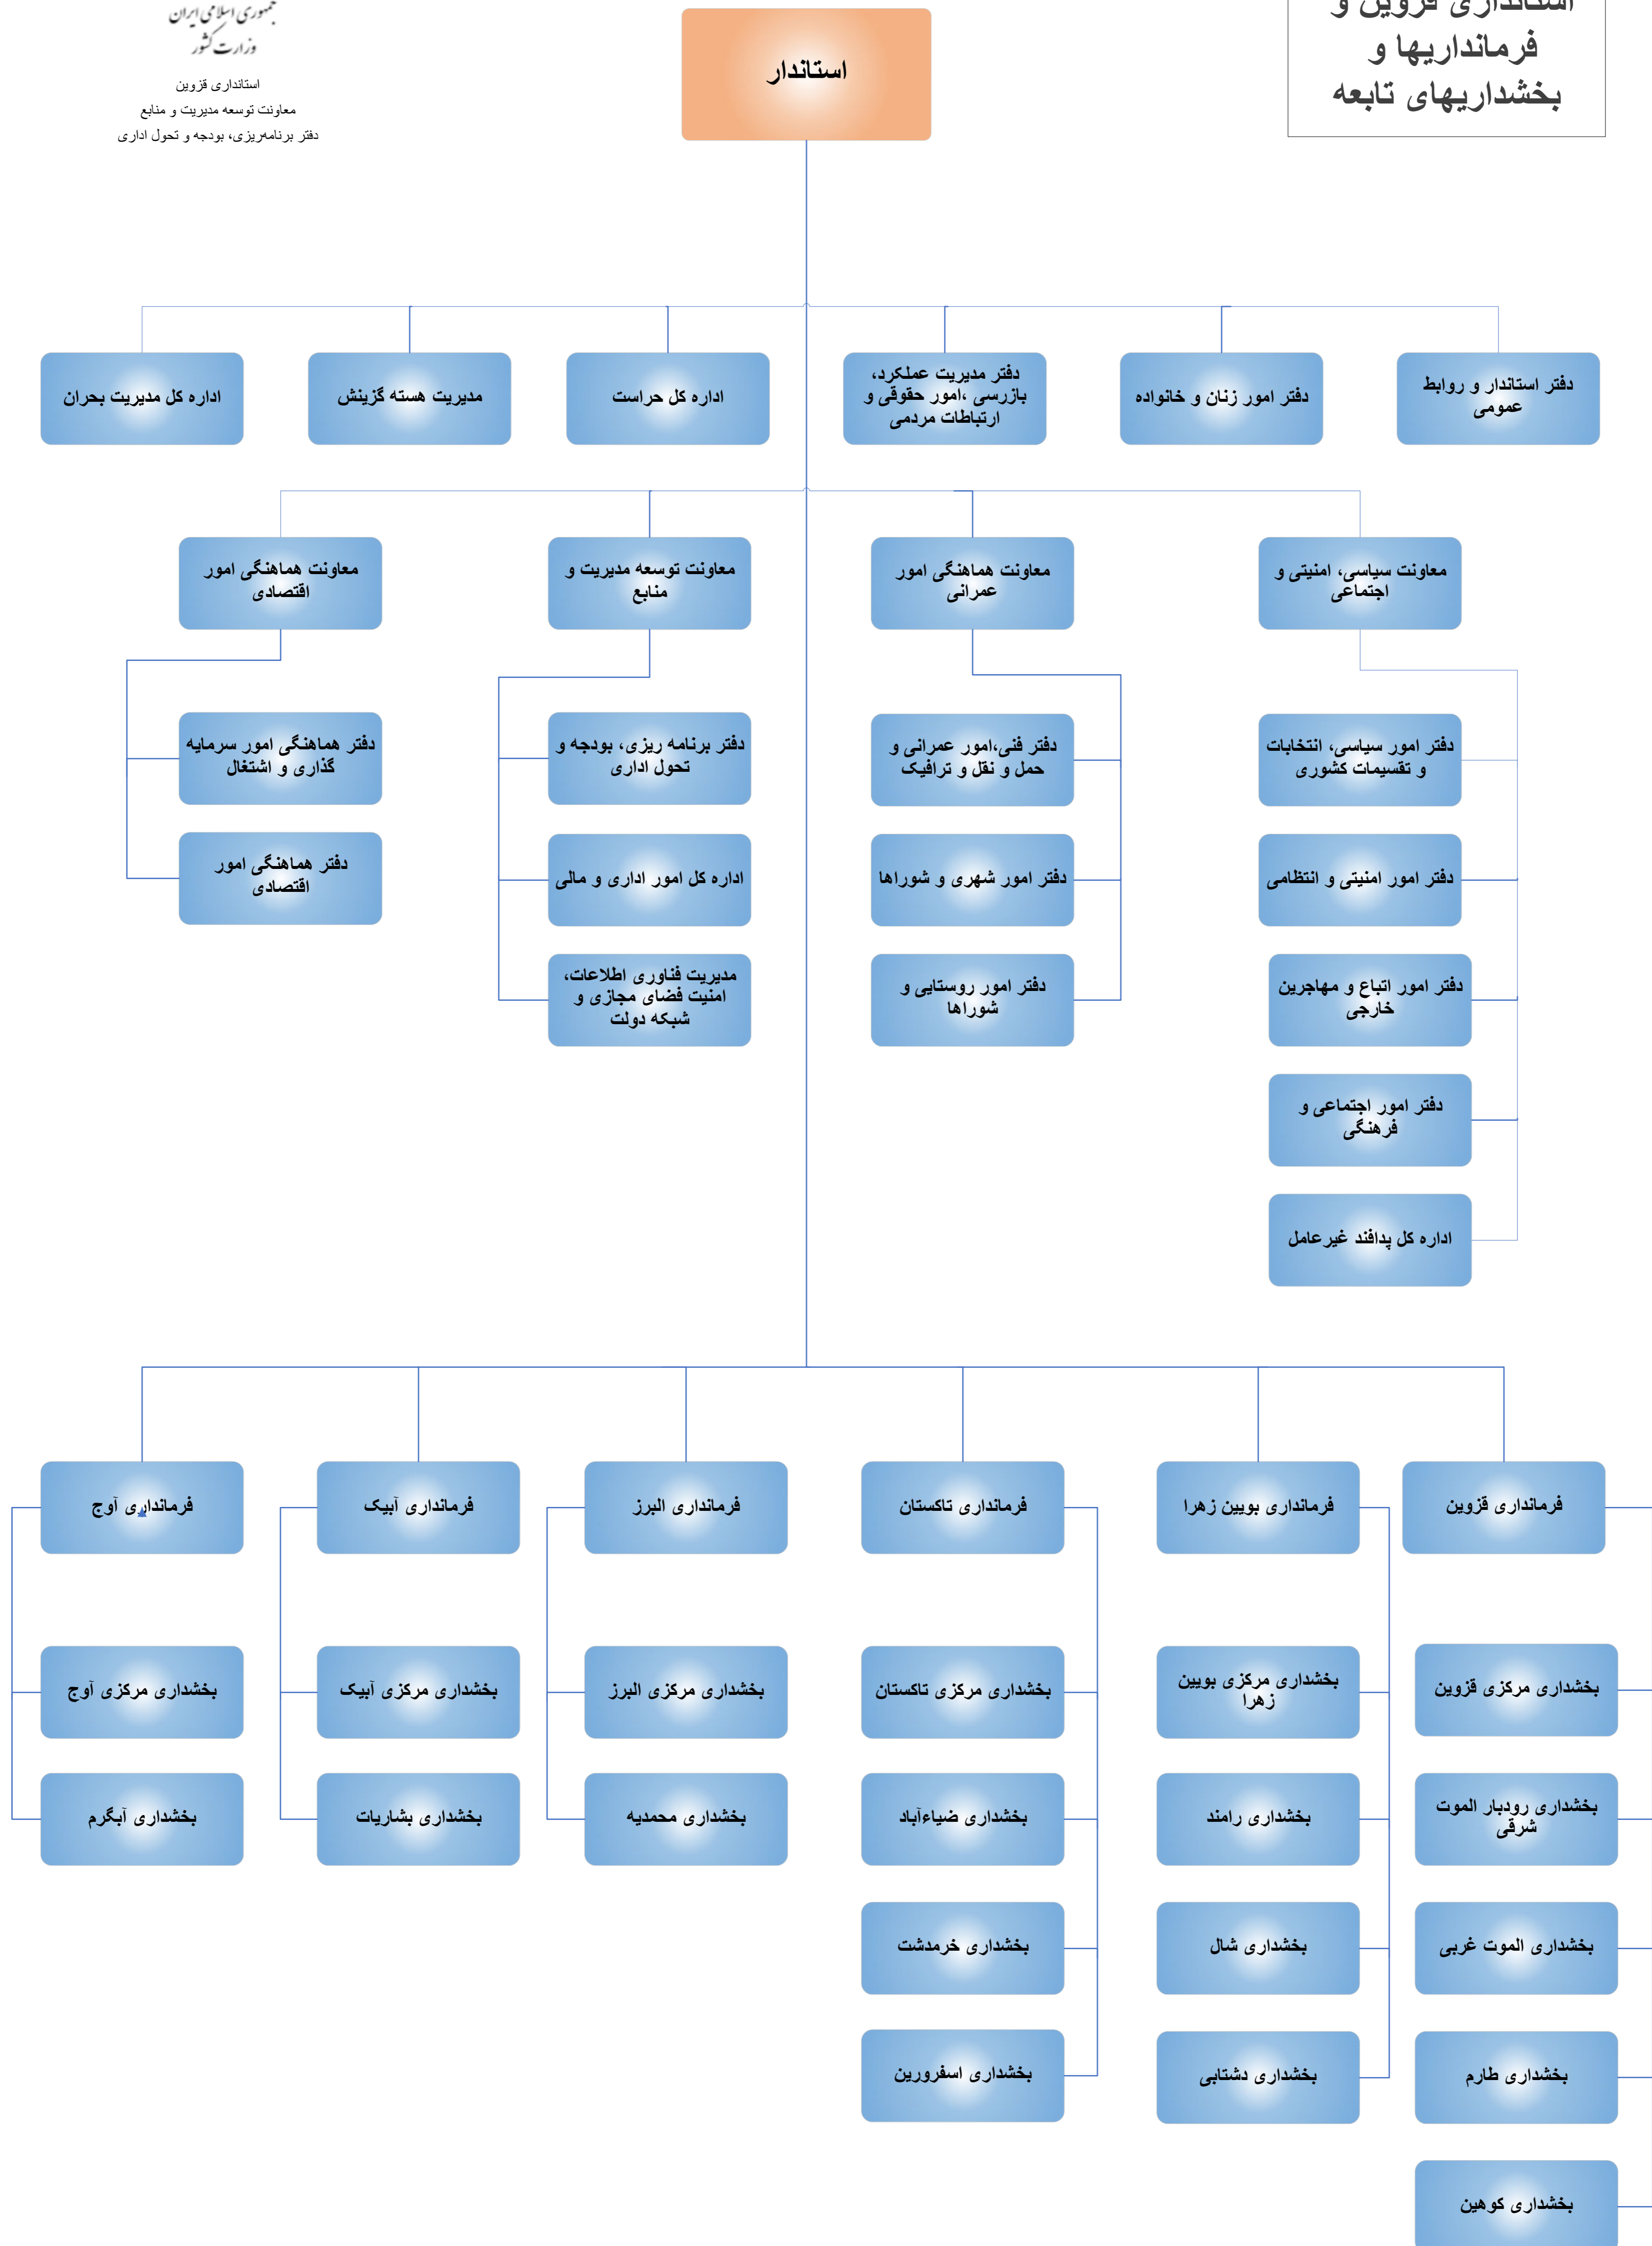 استانداری قزوین و
فرمانداریها و
بخشداریهای تابعه
استاندار
جمهوری اسلامی ایران
وزارت کشور
استانداری قزوین
معاونت توسعه مدیریت و منابع
دفتر برنامه‌ریزی، بودجه و تحول اداری
دفتر استاندار و روابط
عمومی
دفتر امور زنان و خانواده
دفتر مدیریت عملکرد،
بازرسی ،امور حقوقی و
ارتباطات مردمی
اداره کل حراست
مدیریت هسته گزینش
اداره کل مدیریت بحران
معاونت سیاسی، امنیتی و
اجتماعی
معاونت هماهنگی امور
عمرانی
معاونت توسعه مدیریت و
منابع
معاونت هماهنگی امور
اقتصادی
دفتر امور سیاسی، انتخابات
و تقسیمات کشوری
دفتر امور امنیتی و انتظامی
دفتر امور اتباع و مهاجرین
خارجی
دفتر امور اجتماعی و
فرهنگی
اداره کل پدافند غیرعامل
دفتر فنی،امور عمرانی و
حمل و نقل و ترافیک
دفتر امور شهری و شوراها
دفتر امور روستایی و
شوراها
دفتر برنامه ریزی، بودجه و
تحول اداری
اداره کل امور اداری و مالی
مدیریت فناوری اطلاعات،
امنیت فضای مجازی و
شبکه دولت
دفتر هماهنگی امور سرمایه
گذاری و اشتغال
دفتر هماهنگی امور
اقتصادی
فرمانداری قزوین
فرمانداری بویین زهرا
فرمانداری تاکستان
فرمانداری البرز
فرمانداری آبیک
فرمانداری آوج
بخشداری مرکزی قزوین
بخشداری رودبار الموت
شرقی
بخشداری الموت غربی
بخشداری طارم
بخشداری کوهین
بخشداری مرکزی بویین
زهرا
بخشداری رامند
بخشداری شال
بخشداری دشتابی
بخشداری مرکزی تاکستان
بخشداری ضیاءآباد
بخشداری خرمدشت
بخشداری اسفرورین
بخشداری مرکزی البرز
بخشداری محمدیه
بخشداری مرکزی آبیک
بخشداری بشاریات
بخشداری مرکزی آوج
بخشداری آبگرم